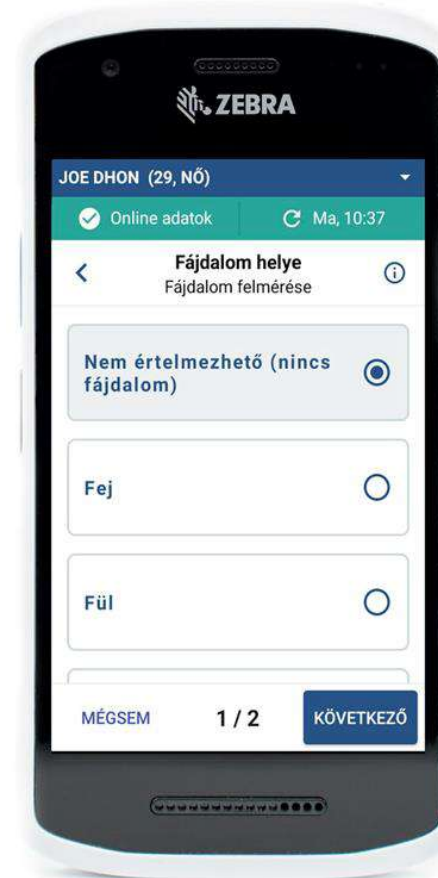 ZEBRA
JOE DHON (29, NŐ)
Online adatok
Ma, 10:37
Fájdalom helye
Fájdalom felmérése
Nem értelmezhető (nincs
fájdalom)
Fej
Fül
MÉGSEM
1 / 2
KÖVETKEZŐ